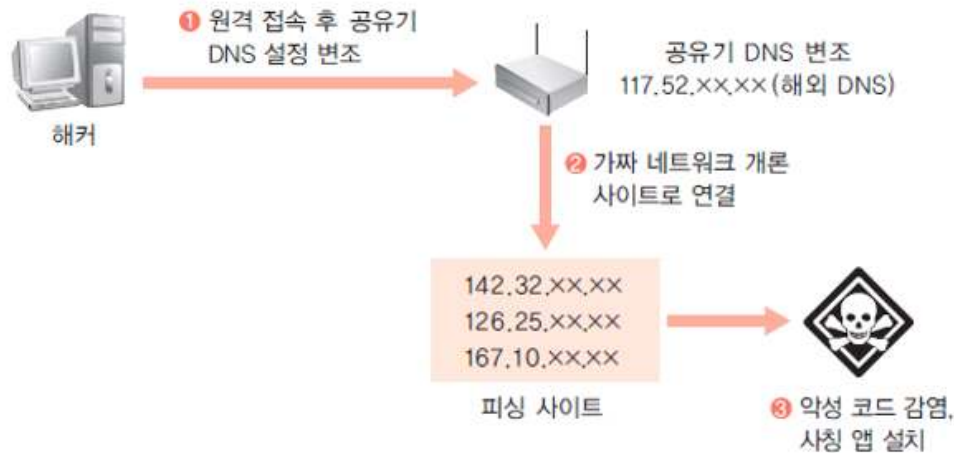 ❶ 원격 접속 후 공유기
DNS 설정 변조
해커
공유기 DNS 변조
117.52.××.××(해외 DNS)
❷ 가짜 네트워크 개론
사이트로 연결
142.32.××.××
126.25.××.××
167.10.××.××
피싱 사이트
❸ 악성 코드 감염,
사칭 앱 설치